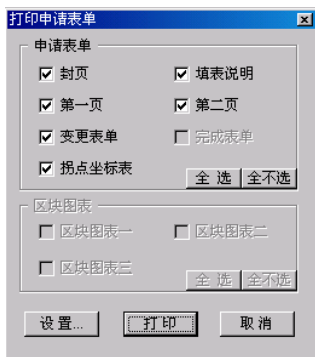 打印申请表单
申请表单
封页 填表说明
第一页 第二页
变更表单 完成表单
拐点坐标表
全 选 全不选
区块图表
区块图表一 区块图表二
区块图表三
全 选 全不选
设 置... 打 印 取 消